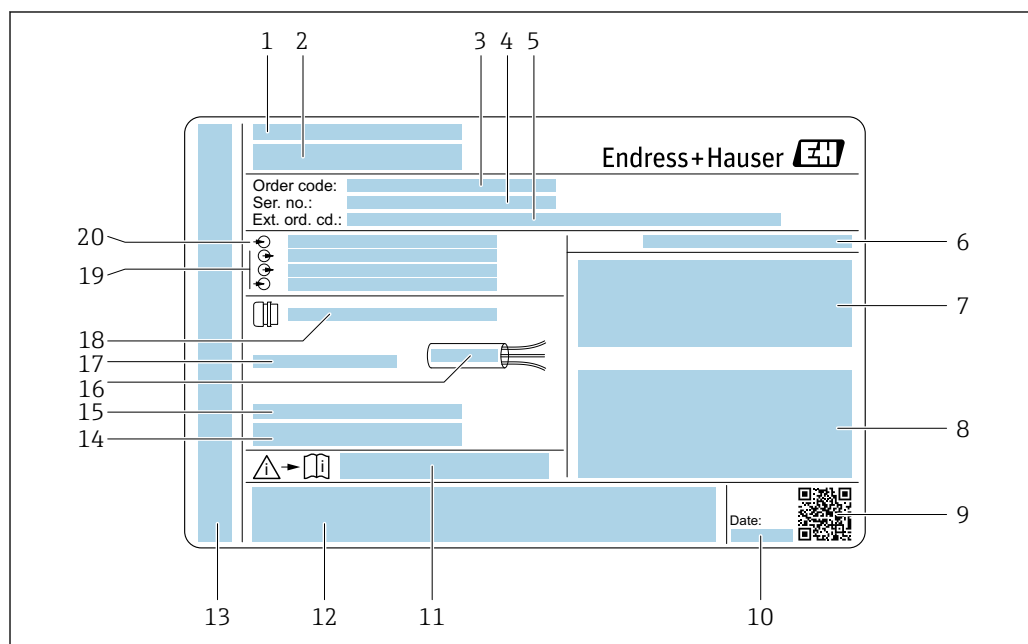 1 2 3 4 5
Endress+Hauser EH
Order code:
Ser. no.:
Ext. ord. cd.:
20
19
6
7
18
17
16
15
14
8
i i
Date:
9
13 12 11 10